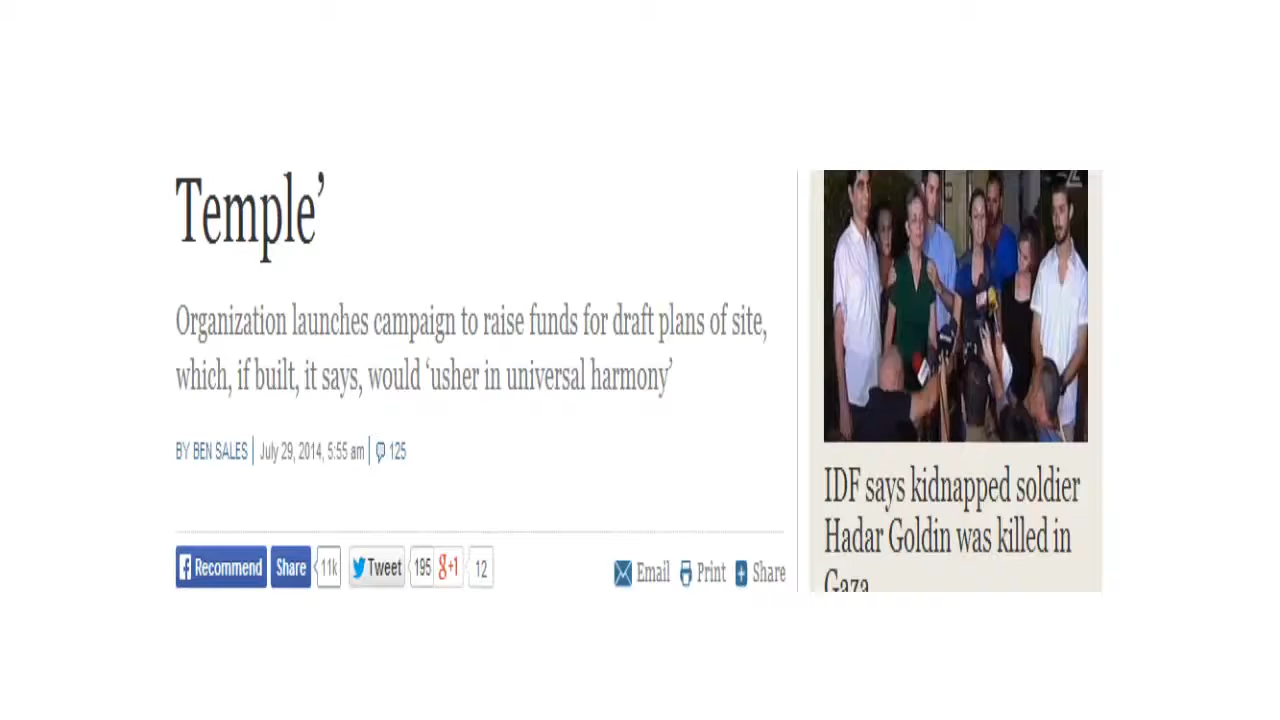 Temple’
Organization launches campaign to raise funds for draft plans of site,
which, if built, it says, would ‘usher in universal harmony’
BY BEN SALES | July 29, 2014, 5:55 am | 125
Recommend Share 11k Tweet 195 g+1 12
Email Print Share
2
IDF says kidnapped soldier
Hadar Goldin was killed in
Gaza